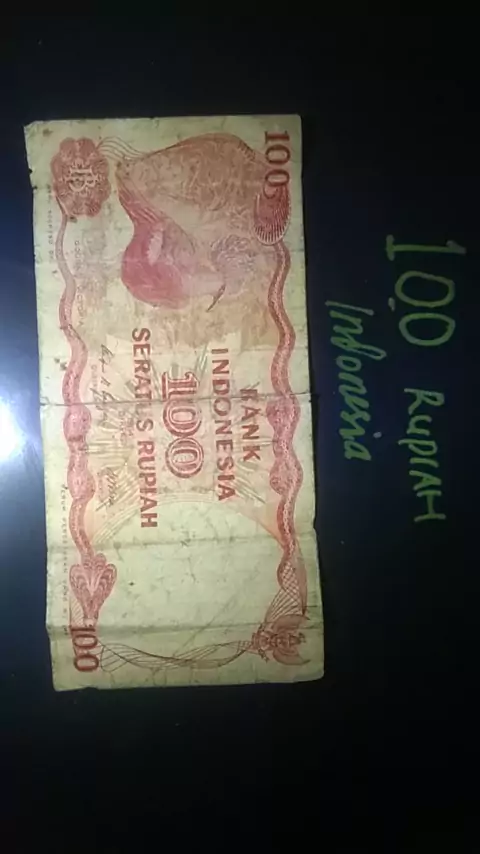 100
BANK
INDONESIA
100
SERATUS RUPIAH
100
100 RUPIAH
Indonesia